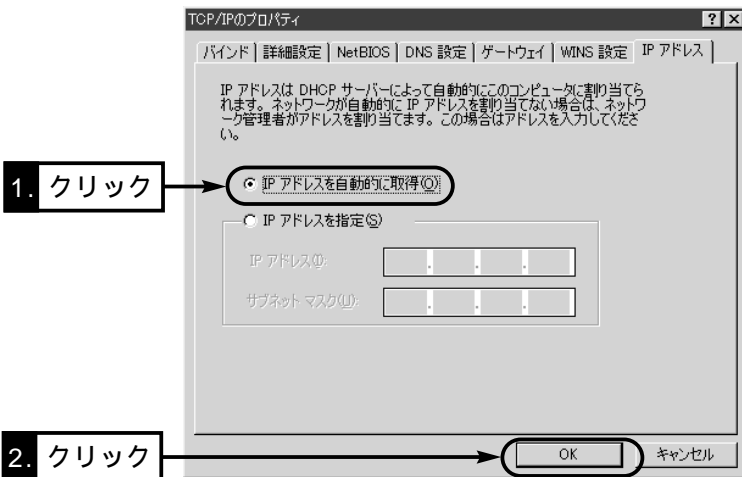 TCP/IPのプロパティ
バインド 詳細設定 NetBIOS DNS 設定 ゲートウェイ WINS 設定 IP アドレス
IP アドレスは DHCP サーバーによって自動的にこのコンピュータに割り当てら
れます。ネットワークが自動的に IP アドレスを割り当てない場合は、ネットワ
ーク管理者がアドレスを割り当てます。この場合はアドレスを入力してくださ
い。
1. クリック
IP アドレスを自動的に取得(O)
IP アドレスを指定(S)
IP アドレス(I):
サブネット マスク(U):
2. クリック
OK キャンセル